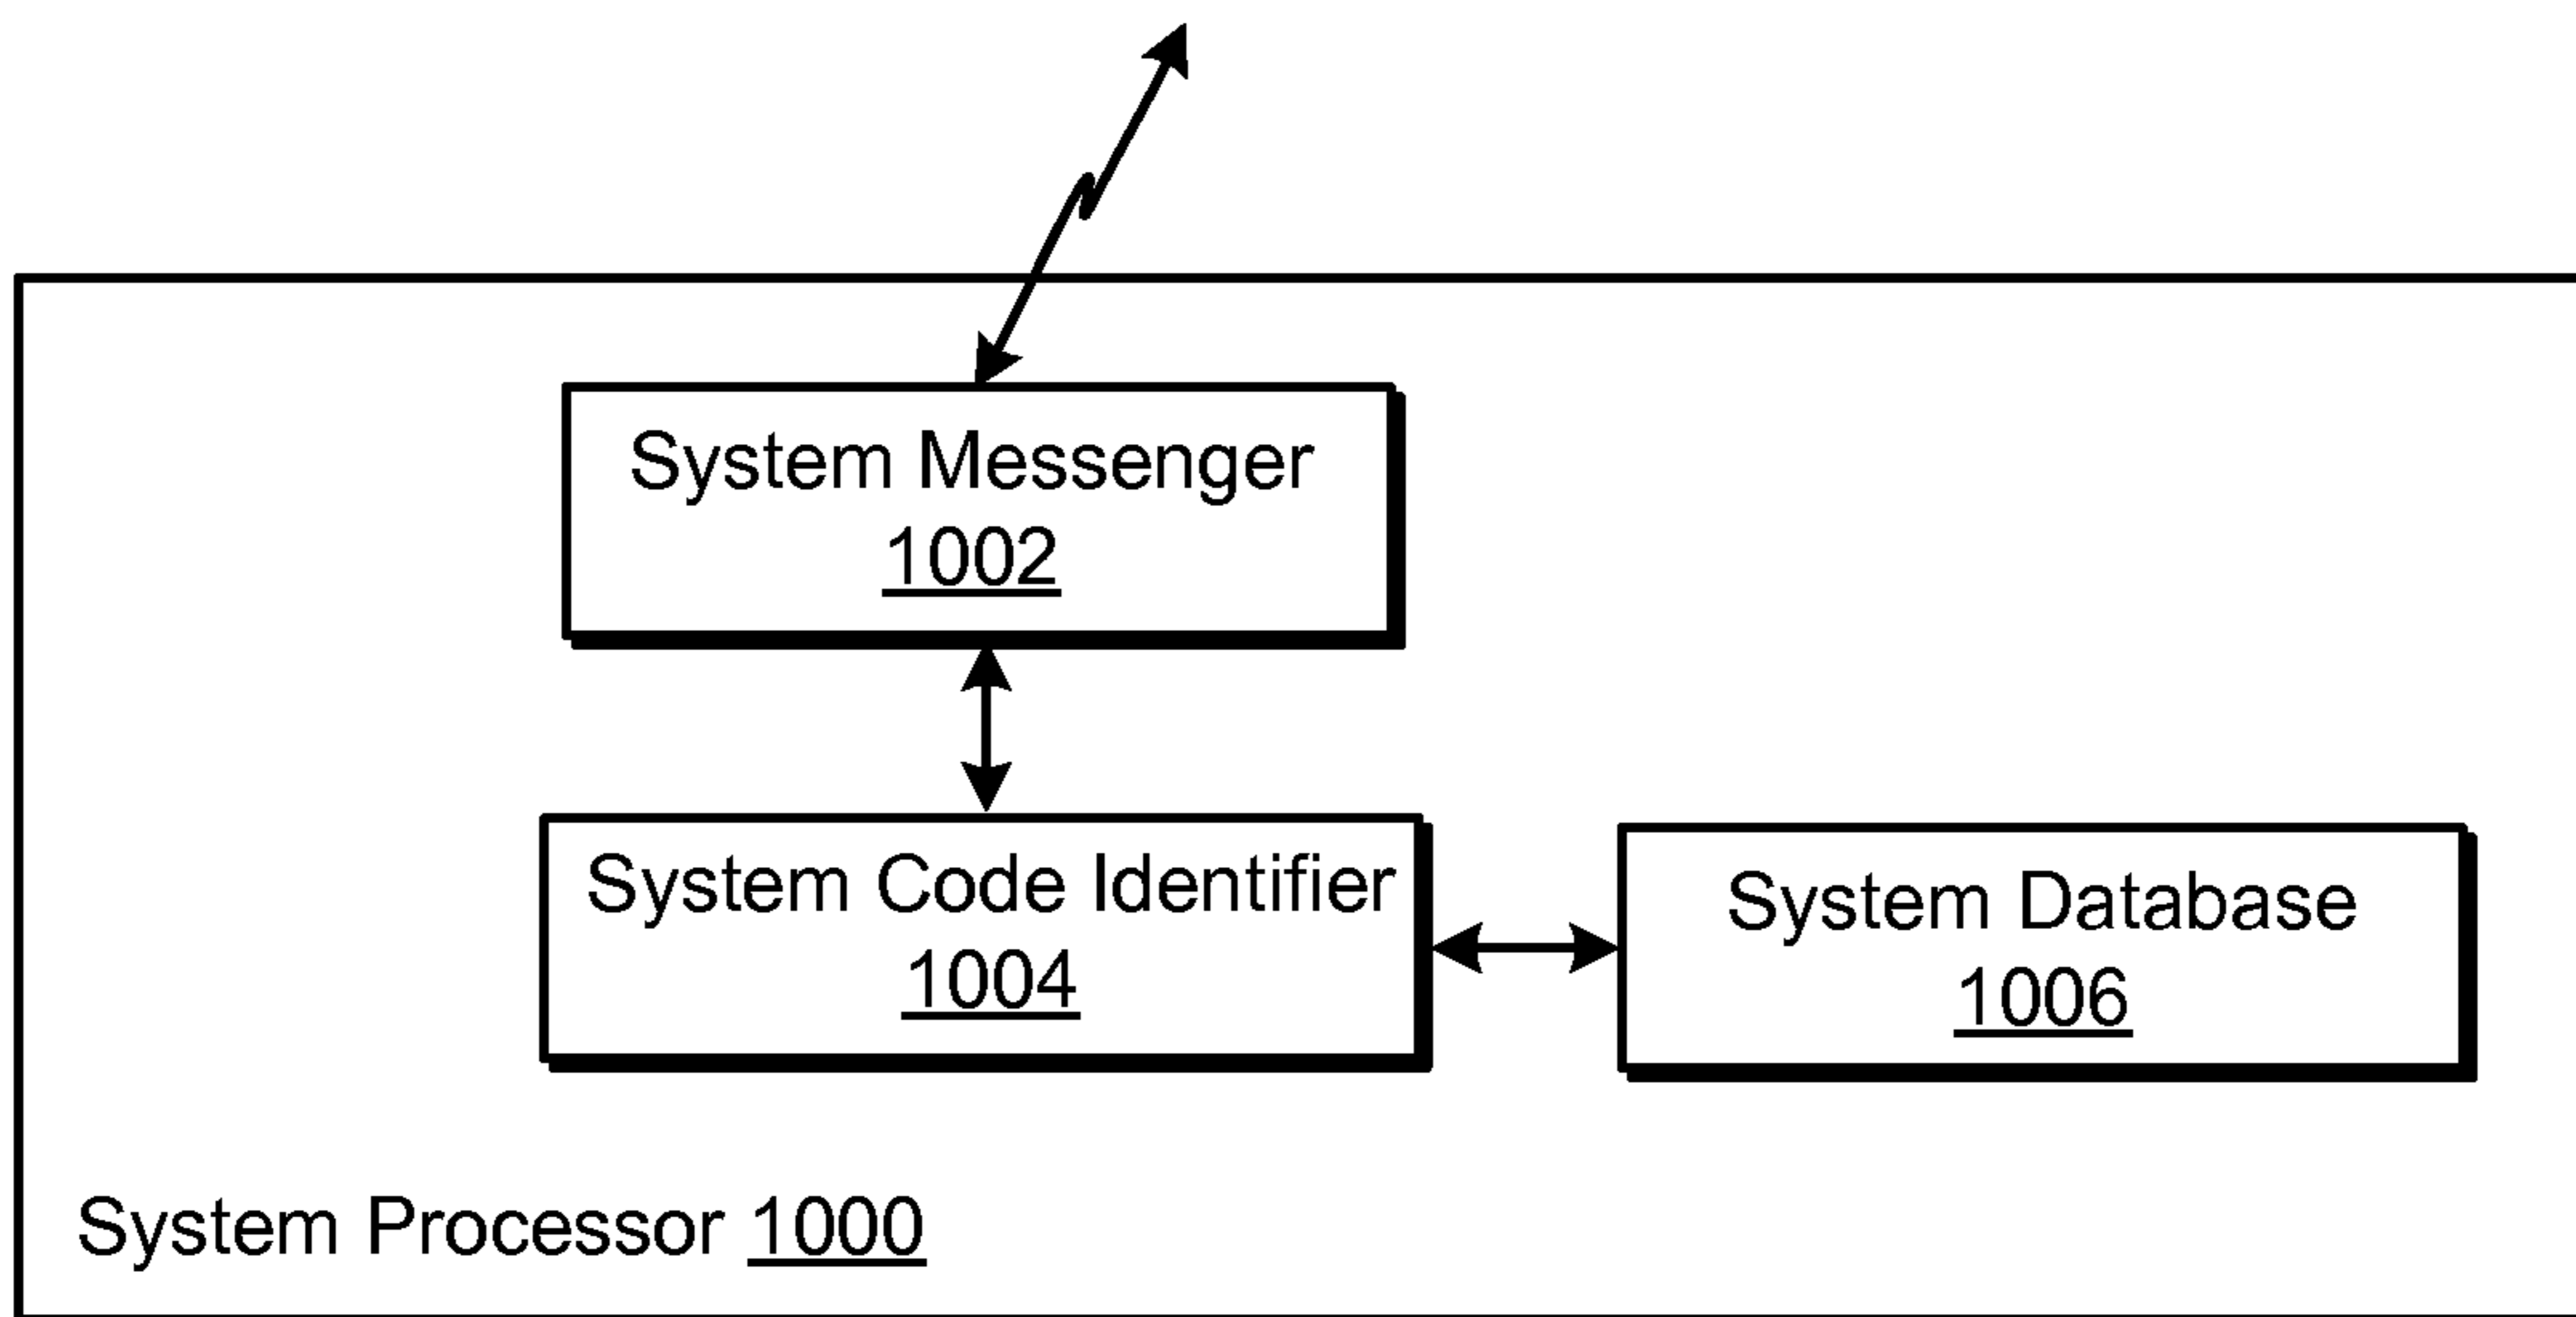 System Messenger
1002
System Code Identifier
1004
System Database
1006
System Processor 1000